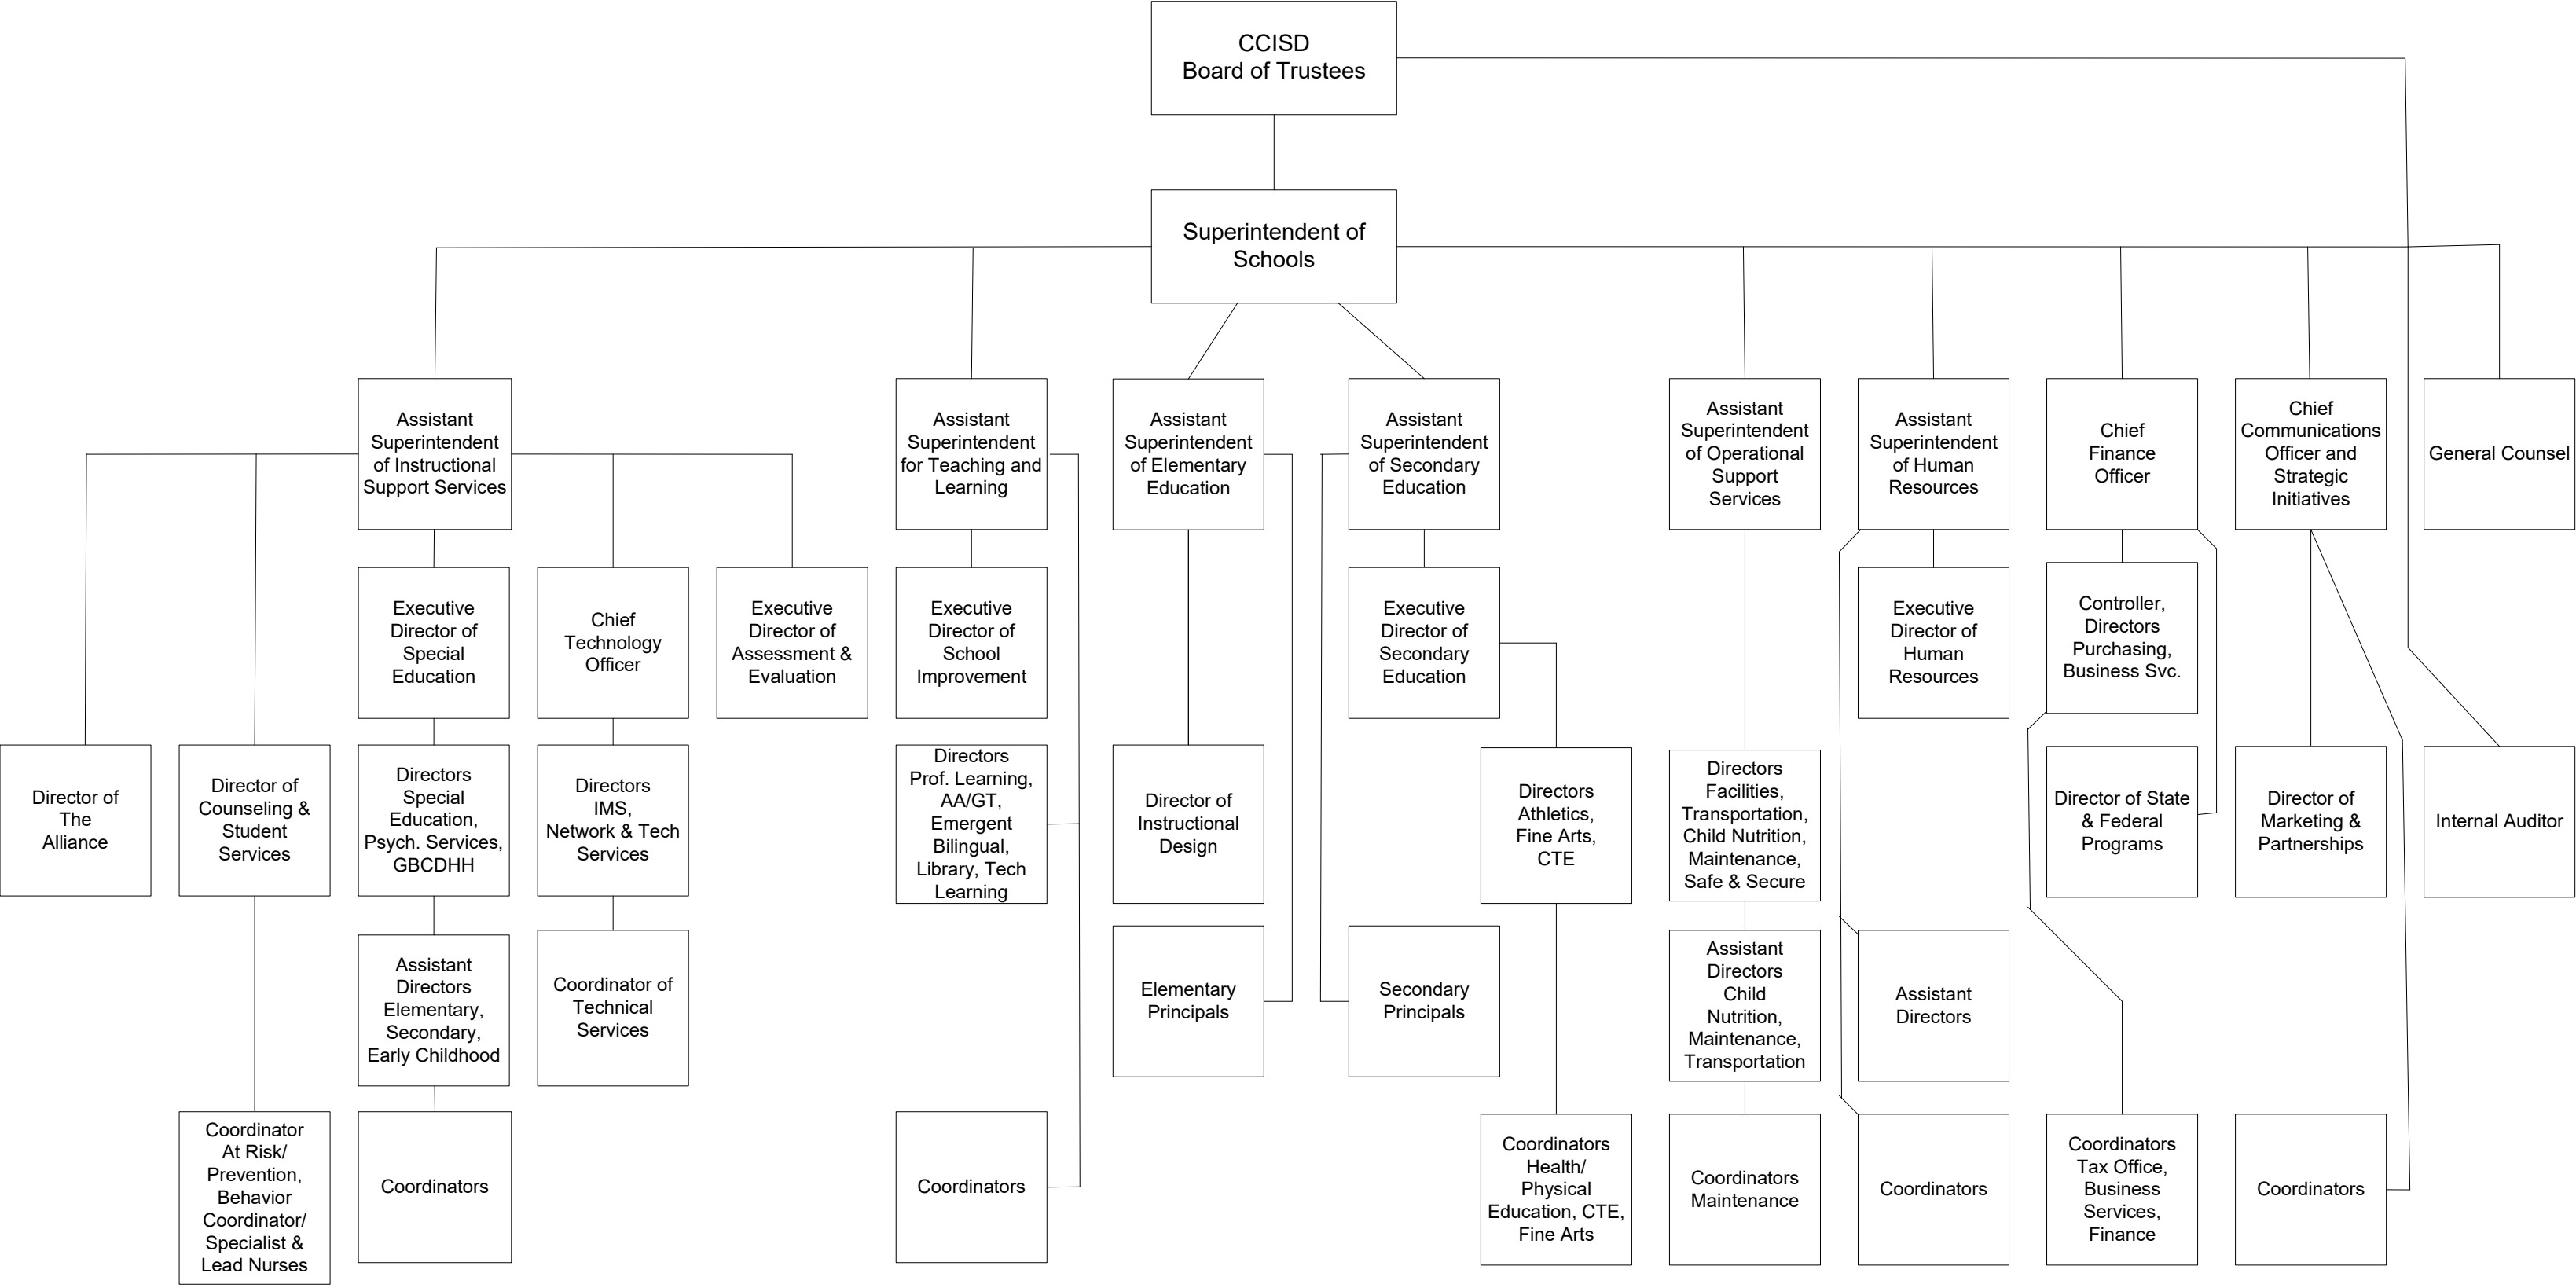 CCISD
Board of Trustees
Superintendent of
Schools
Assistant
Superintendent
of Instructional
Support Services
Assistant
Superintendent
for Teaching and
Learning
Assistant
Superintendent
of Elementary
Education
Assistant
Superintendent
of Secondary
Education
Assistant
Superintendent
of Operational
Support
Services
Assistant
Superintendent
of Human
Resources
Chief
Finance
Officer
Chief
Communications
Officer and
Strategic
Initiatives
General Counsel
Executive
Director of
Special
Education
Chief
Technology
Officer
Executive
Director of
Assessment &
Evaluation
Executive
Director of
School
Improvement
Executive
Director of
Secondary
Education
Executive
Director of
Human
Resources
Controller,
Directors
Purchasing,
Business Svc.
Director of
The
Alliance
Director of
Counseling &
Student
Services
Directors
Special
Education,
Psych. Services,
GBCDHH
Directors
IMS,
Network & Tech
Services
Directors
Prof. Learning,
AA/GT,
Emergent
Bilingual,
Library, Tech
Learning
Director of
Instructional
Design
Directors
Athletics,
Fine Arts,
CTE
Directors
Facilities,
Transportation,
Child Nutrition,
Maintenance,
Safe & Secure
Director of State
& Federal
Programs
Director of
Marketing &
Partnerships
Internal Auditor
Assistant
Directors
Elementary,
Secondary,
Early Childhood
Coordinator of
Technical
Services
Elementary
Principals
Secondary
Principals
Assistant
Directors
Child
Nutrition,
Maintenance,
Transportation
Assistant
Directors
Coordinator
At Risk/
Prevention,
Behavior
Coordinator/
Specialist &
Lead Nurses
Coordinators
Coordinators
Coordinators
Health/
Physical
Education, CTE,
Fine Arts
Coordinators
Maintenance
Coordinators
Coordinators
Tax Office,
Business
Services,
Finance
Coordinators